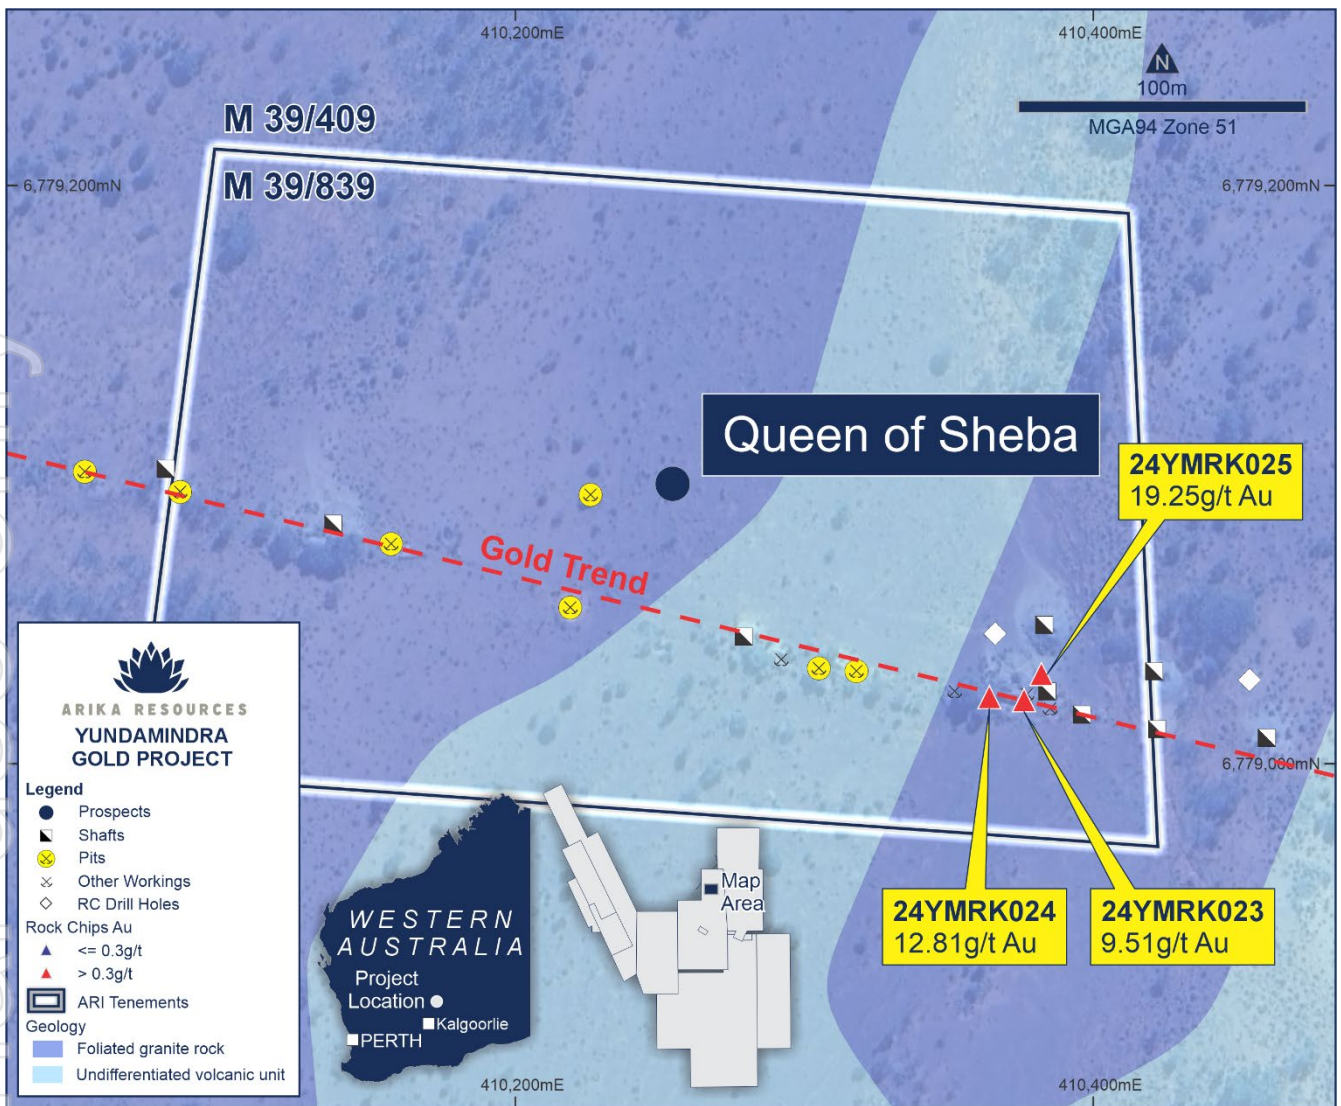 410,200mE
410,400mE
N
100m
MGA94 Zone 51
M 39/409
M 39/839
6,779,200mN
6,779,200mN
Queen of Sheba
24YMRK025
19.25g/t Au
Gold Trend
6,779,000mN
ARIKA RESOURCES
YUNDAMINDRA
GOLD PROJECT
Legend
Prospects
Shafts
Pits
Other Workings
RC Drill Holes
Rock Chips Au
<= 0.3g/t
> 0.3g/t
ARI Tenements
Geology
Foliated granite rock
Undifferentiated volcanic unit
WESTERN
AUSTRALIA
Project
Location
Kalgoorlie
PERTH
Map
Area
24YMRK024
12.81g/t Au
24YMRK023
9.51g/t Au
410,200mE
410,400mE